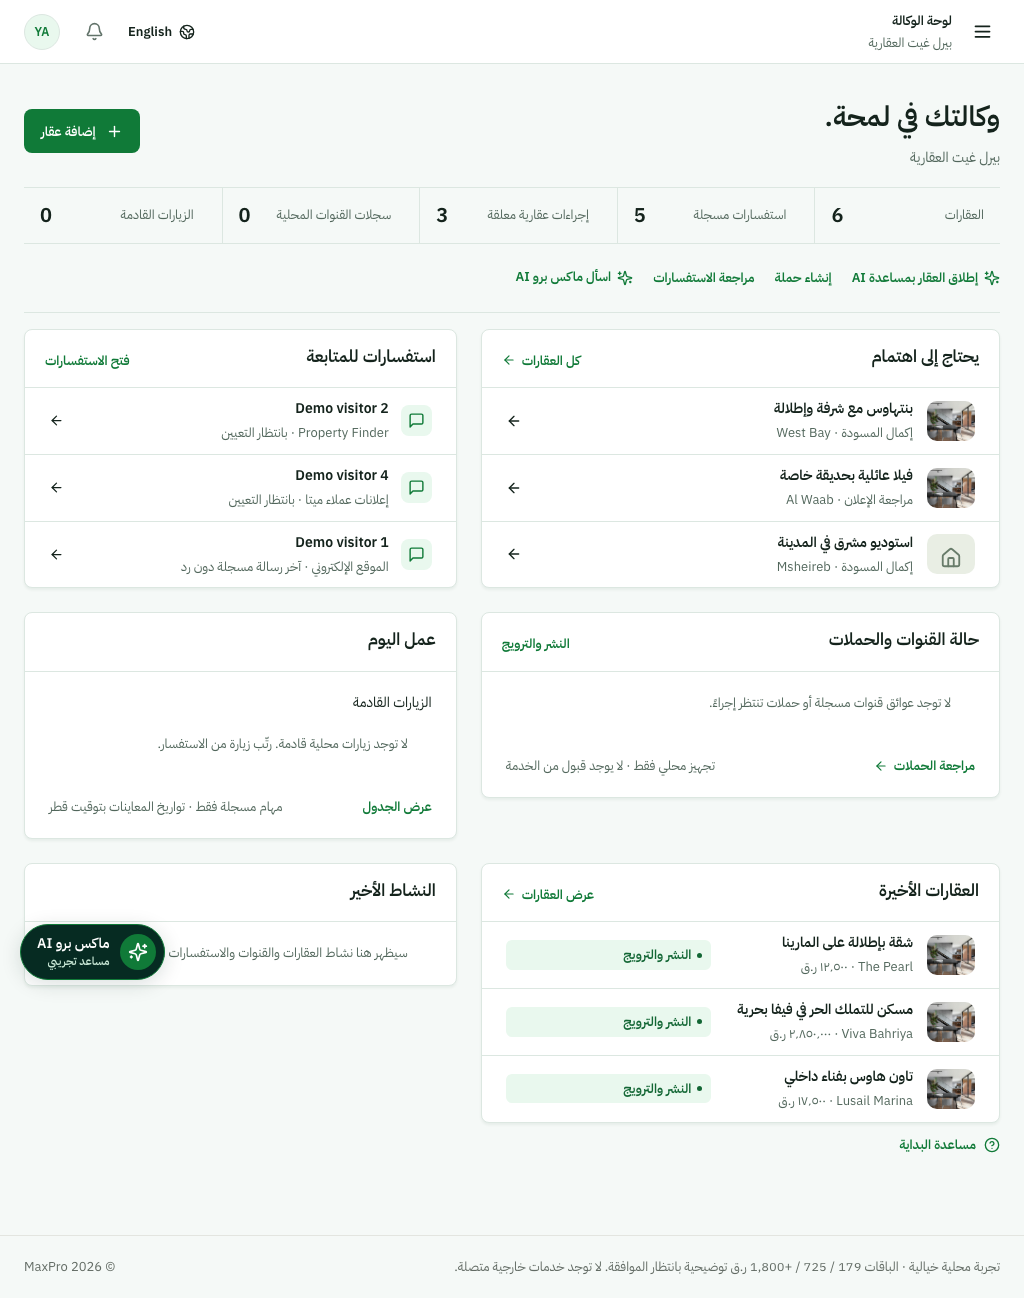 لوحة الوكالة
بيرل غيت العقارية
English
YA
وكالتك في لمحة.
بيرل غيت العقارية
إضافة عقار
العقارات 6
استفسارات مسجلة 5
إجراءات عقارية معلقة 3
سجلات القنوات المحلية 0
الزيارات القادمة 0
إطلاق العقار بمساعدة AI
إنشاء حملة
مراجعة الاستفسارات
اسأل ماكس برو AI
يحتاج إلى اهتمام
كل العقارات
بنتهاوس مع شرفة وإطلالة
إكمال المسودة · West Bay
فيلا عائلية بحديقة خاصة
مراجعة الإعلان · Al Waab
استوديو مشرق في المدينة
إكمال المسودة · Msheireb
استفسارات للمتابعة
فتح الاستفسارات
Demo visitor 2
Property Finder · بانتظار التعيين
Demo visitor 4
إعلانات عملاء ميتا · بانتظار التعيين
Demo visitor 1
الموقع الإلكتروني · آخر رسالة مسجلة دون رد
حالة القنوات والحملات
النشر والترويج
لا توجد عوائق قنوات مسجلة أو حملات تنتظر إجراءً.
مراجعة الحملات
تجهيز محلي فقط · لا يوجد قبول من الخدمة
عمل اليوم
الزيارات القادمة
لا توجد زيارات محلية قادمة. رتّب زيارة من الاستفسار.
عرض الجدول
مهام مسجلة فقط · تواريخ المعاينات بتوقيت قطر
العقارات الأخيرة
عرض العقارات
شقة بإطلالة على المارينا
The Pearl · ١٢٬٥٠٠ ر.ق
النشر والترويج
مسكن للتملك الحر في فيفا بحرية
Viva Bahriya · ٢٬٨٥٠٬٠٠٠ ر.ق
النشر والترويج
تاون هاوس بفناء داخلي
Lusail Marina · ١٧٬٥٠٠ ر.ق
النشر والترويج
النشاط الأخير
سيظهر هنا نشاط العقارات والقنوات والاستفسارات
ماكس برو AI
مساعد تجريبي
مساعدة البداية
تجربة محلية خيالية · الباقات 179 / 725 / +1,800 ر.ق توضيحية بانتظار الموافقة. لا توجد خدمات خارجية متصلة.
© 2026 MaxPro